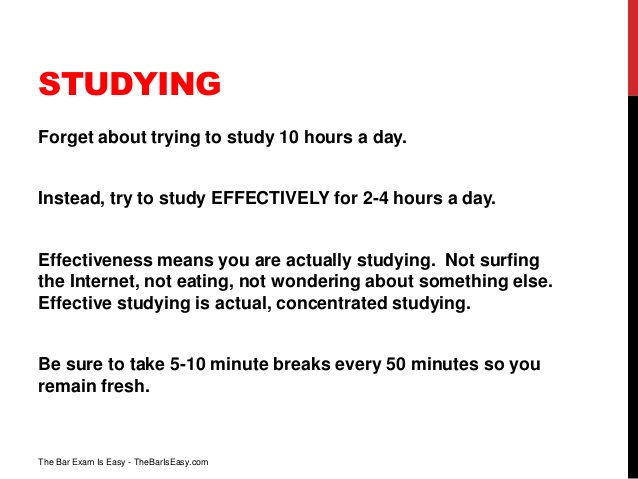 STUDYING
Forget about trying to study 10 hours a day.
Instead, try to study EFFECTIVELY for 2-4 hours a day.
Effectiveness means you are actually studying.  Not surfing
the Internet, not eating, not wondering about something else.
Effective studying is actual, concentrated studying.
Be sure to take 5-10 minute breaks every 50 minutes so you
remain fresh.
The Bar Exam Is Easy - TheBarIsEasy.com